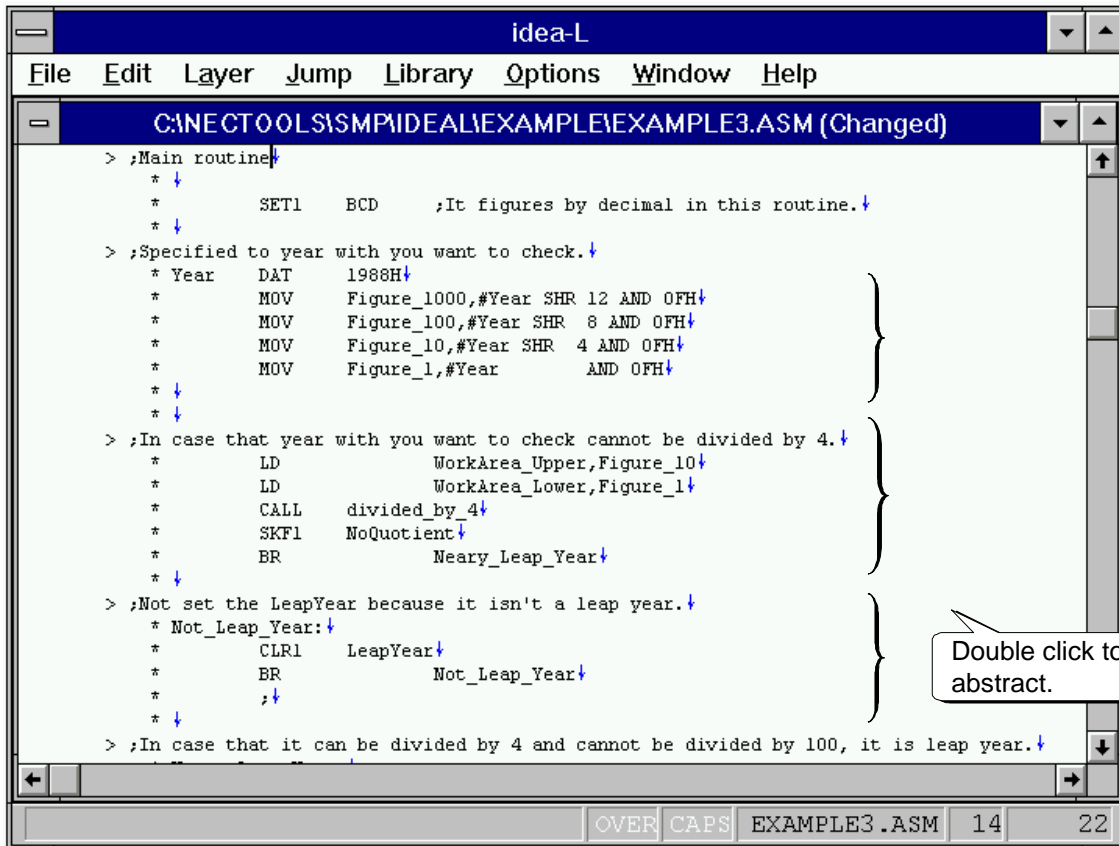 idea-L
File Edit Layer Jump Library Options Window Help
C:\NECTOOLS\SMP\IDEAL\EXAMPLE\EXAMPLE3.ASM (Changed)
> ;Main routine
*
* SET1 BCD ;It figures by decimal in this routine.
*
> ;Specified to year with you want to check.
* Year DAT 1988H
* MOV Figure_1000,#Year SHR 12 AND 0FH
* MOV Figure_100,#Year SHR 8 AND 0FH
* MOV Figure_10,#Year SHR 4 AND 0FH
* MOV Figure_1,#Year AND 0FH
*
*
> ;In case that year with you want to check cannot be divided by 4.
* LD WorkArea_Upper,Figure_10
* LD WorkArea_Lower,Figure_1
* CALL divided_by_4
* SKF1 NoQuotient
* BR Neary_Leap_Year
*
> ;Not set the LeapYear because it isn't a leap year.
* Not_Leap_Year:
* CLR1 LeapYear
* BR Not_Leap_Year
* ;
*
> ;In case that it can be divided by 4 and cannot be divided by 100, it is leap year.
Double click to
abstract.
OVER CAPS EXAMPLE3.ASM 14 22